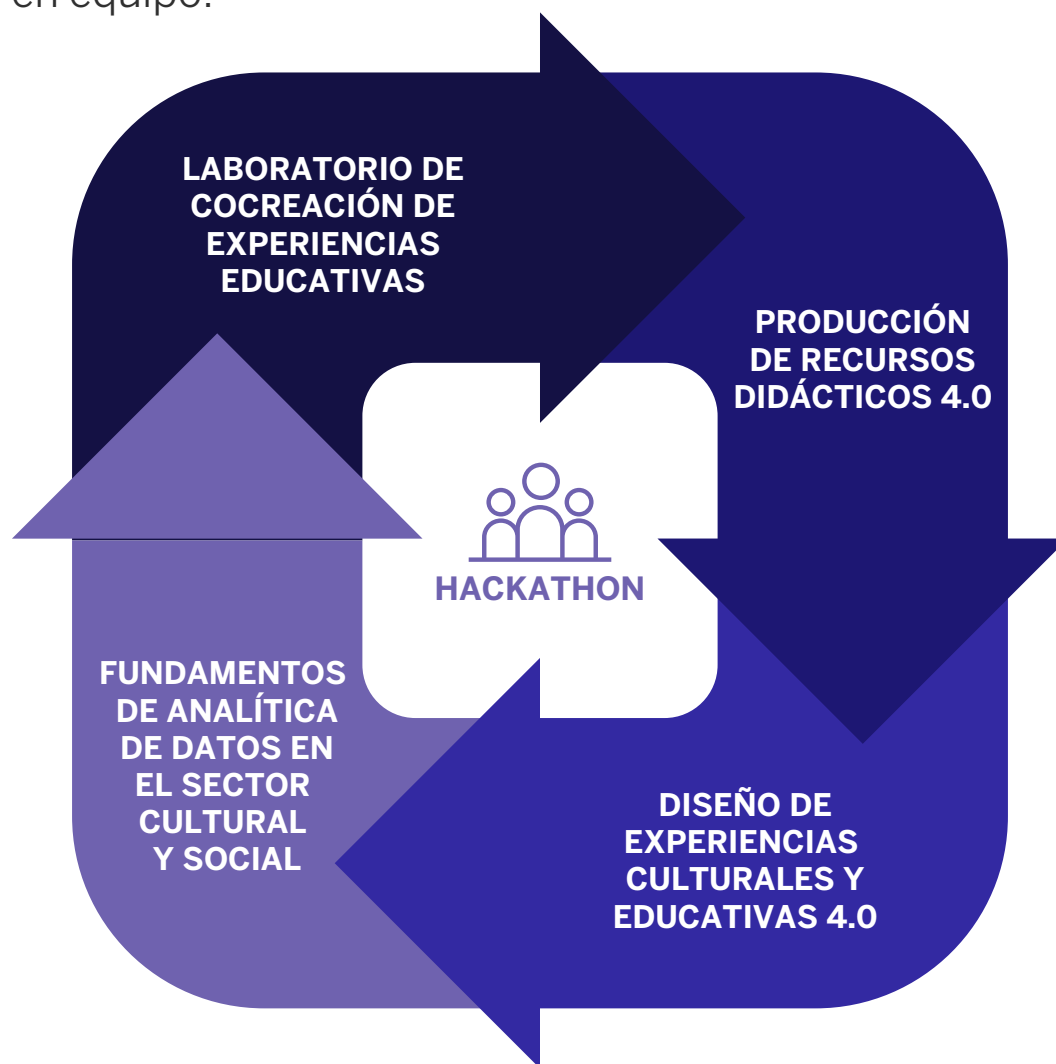 en equipo.
LABORATORIO DE
COCREACIÓN DE
EXPERIENCIAS
EDUCATIVAS
PRODUCCIÓN
DE RECURSOS
DIDÁCTICOS 4.0
HACKATHON
FUNDAMENTOS
DE ANALÍTICA
DE DATOS EN
EL SECTOR
CULTURAL
Y SOCIAL
DISEÑO DE
EXPERIENCIAS
CULTURALES Y
EDUCATIVAS 4.0